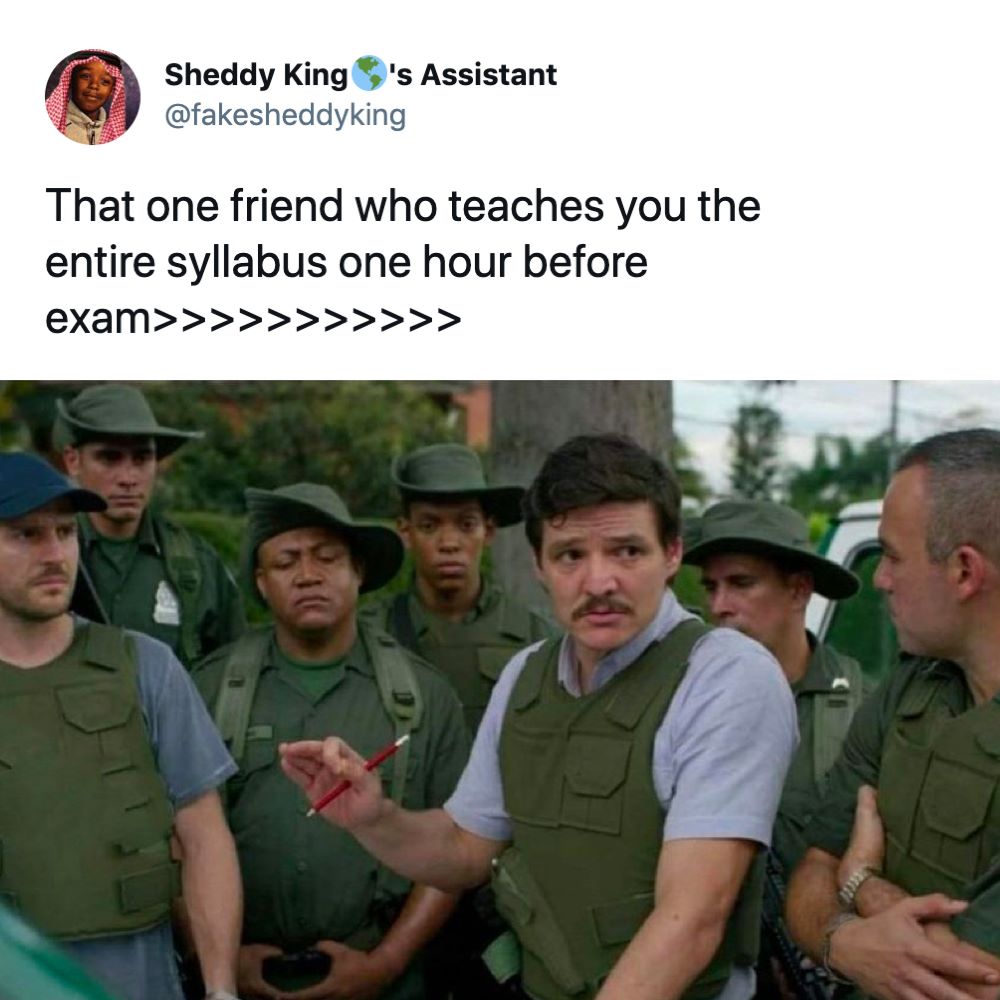 Sheddy King🌎's Assistant
@fakesheddyking
That one friend who teaches you the
entire syllabus one hour before
exam>>>>>>>>>>>